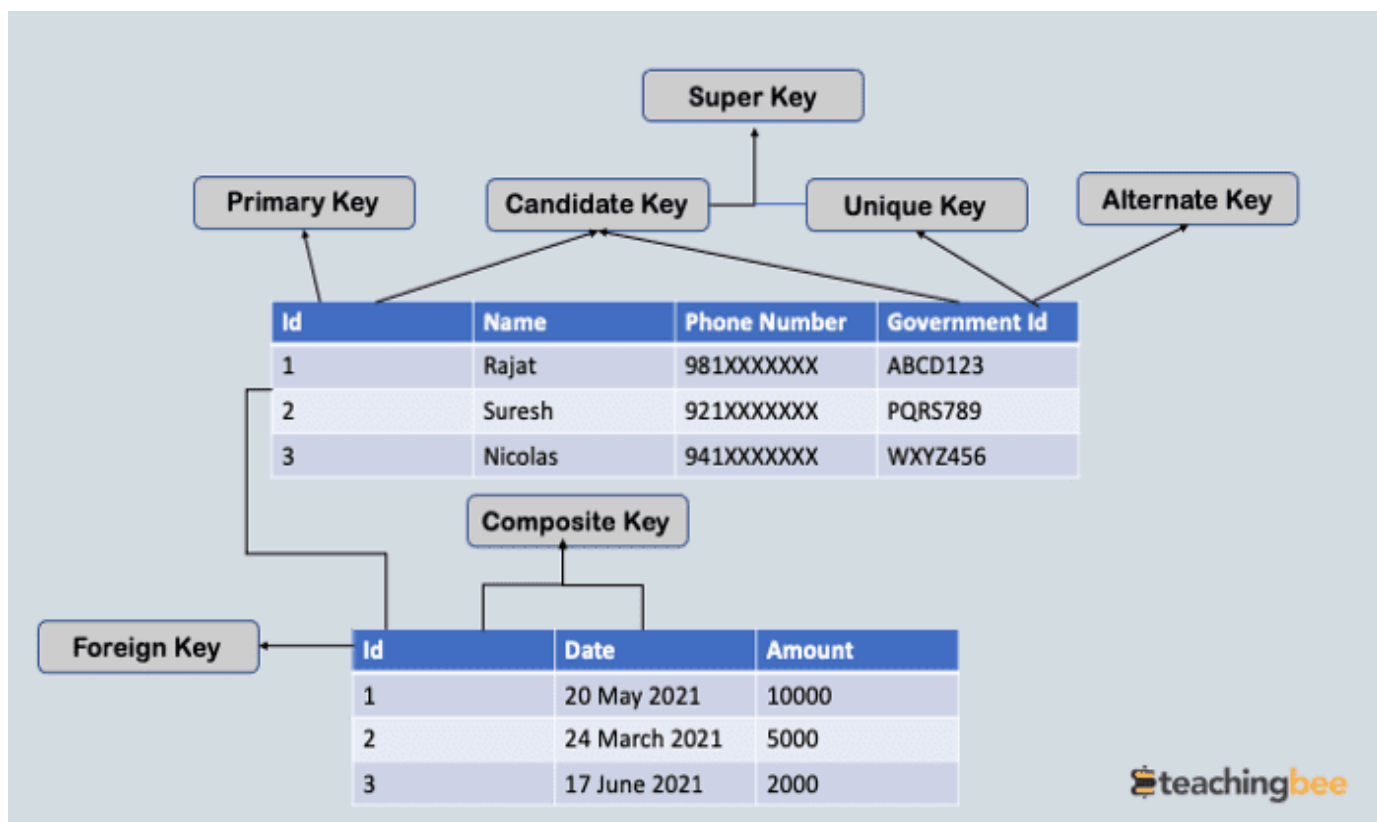 Super Key
Primary Key
Candidate Key
Unique Key
Alternate Key
Id Name Phone Number Government Id
1 Rajat 981XXXXXXX ABCD123
2 Suresh 921XXXXXXX PQRS789
3 Nicolas 941XXXXXXX WXYZ456
Composite Key
Foreign Key
Id Date Amount
1 20 May 2021 10000
2 24 March 2021 5000
3 17 June 2021 2000
teachingbee